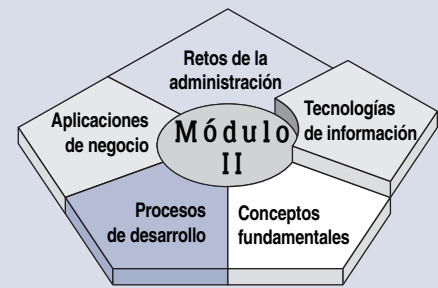 Retos de la
administración
Tecnologías
de información
Aplicaciones
de negocio
Módulo
II
Procesos
de desarrollo
Conceptos
fundamentales